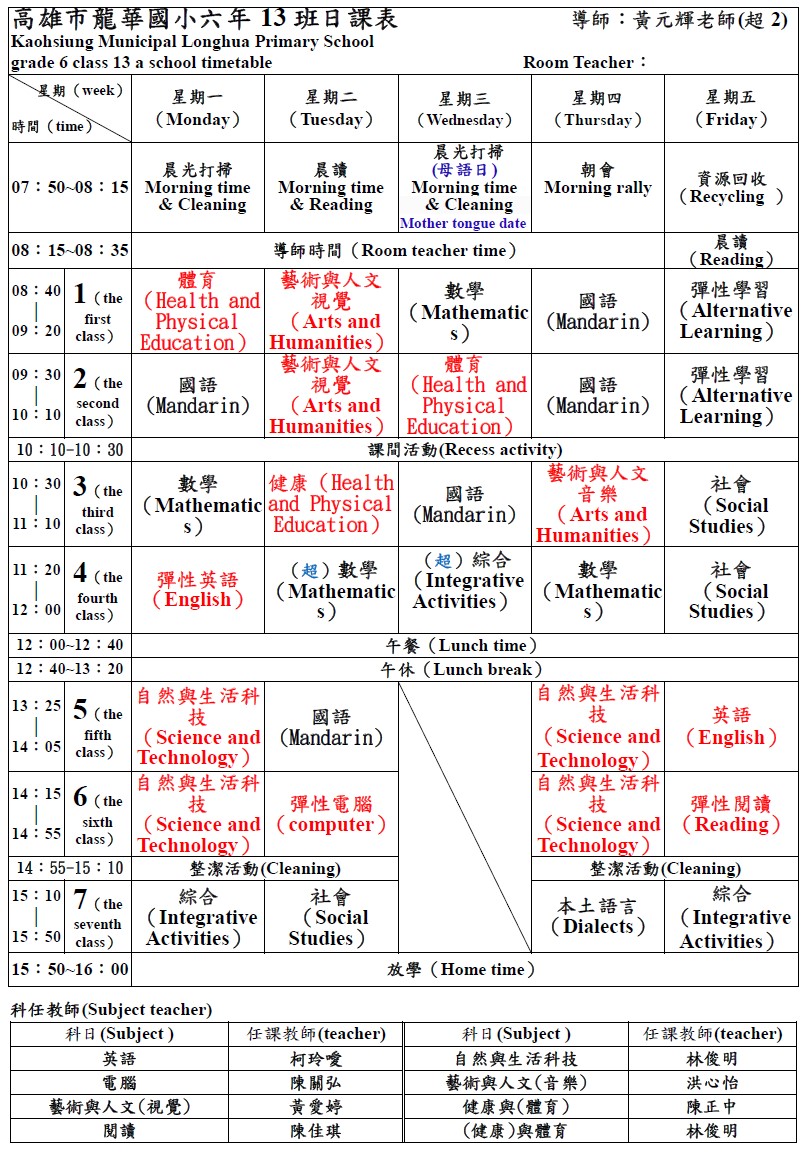 高雄市龍華國小六年 13 班日課表 導師：黃元輝老師(超 2)
Kaohsiung Municipal Longhua Primary School
grade 6 class 13 a school timetable Room Teacher：
星期（week）
時間（time）
星期一
（Monday）
星期二
（Tuesday）
星期三
（Wednesday）
星期四
（Thursday）
星期五
（Friday）
07：50~08：15
晨光打掃
Morning time
& Cleaning
晨讀
Morning time
& Reading
晨光打掃
(母語日)
Morning time
& Cleaning
Mother tongue date
朝會
Morning rally
資源回收
（Recycling ）
08：15~08：35
導師時間（Room teacher time）
晨讀
（Reading）
08：40
|
09：20
1（the
first
class）
體育
（Health and
Physical
Education）
藝術與人文
視覺
（Arts and
Humanities）
數學
（Mathematic
s）
國語
（Mandarin）
彈性學習
（Alternative
Learning）
09：30
|
10：10
2（the
second
class）
國語
（Mandarin）
藝術與人文
視覺
（Arts and
Humanities）
體育
（Health and
Physical
Education）
國語
（Mandarin）
彈性學習
（Alternative
Learning）
10：10-10：30
課間活動(Recess activity)
10：30
|
11：10
3（the
third
class）
數學
（Mathematic
s）
健康（Health
and Physical
Education）
國語
（Mandarin）
藝術與人文
音樂
（Arts and
Humanities）
社會
（Social
Studies）
11：20
|
12：00
4（the
fourth
class）
彈性英語
（English）
（超）數學
（Mathematic
s）
（超）綜合
（Integrative
Activities）
數學
（Mathematic
s）
社會
（Social
Studies）
12：00~12：40
午餐（Lunch time）
12：40~13：20
午休（Lunch break）
13：25
|
14：05
5（the
fifth
class）
自然與生活科
技
（Science and
Technology）
國語
（Mandarin）
自然與生活科
技
（Science and
Technology）
英語
（English）
14：15
|
14：55
6（the
sixth
class）
自然與生活科
技
（Science and
Technology）
彈性電腦
（computer）
自然與生活科
技
（Science and
Technology）
彈性閱讀
（Reading）
14：55-15：10
整潔活動(Cleaning)
整潔活動(Cleaning)
15：10
|
15：50
7（the
seventh
class）
綜合
（Integrative
Activities）
社會
（Social
Studies）
本土語言
（Dialects）
綜合
（Integrative
Activities）
15：50~16：00
放學（Home time）
科任教師(Subject teacher)
科目(Subject ) 任課教師(teacher) 科目(Subject ) 任課教師(teacher)
英語 柯玲噯 自然與生活科技 林俊明
電腦 陳關弘 藝術與人文(音樂) 洪心怡
藝術與人文(視覺) 黃愛婷 健康與(體育) 陳正中
閱讀 陳佳琪 (健康)與體育 林俊明